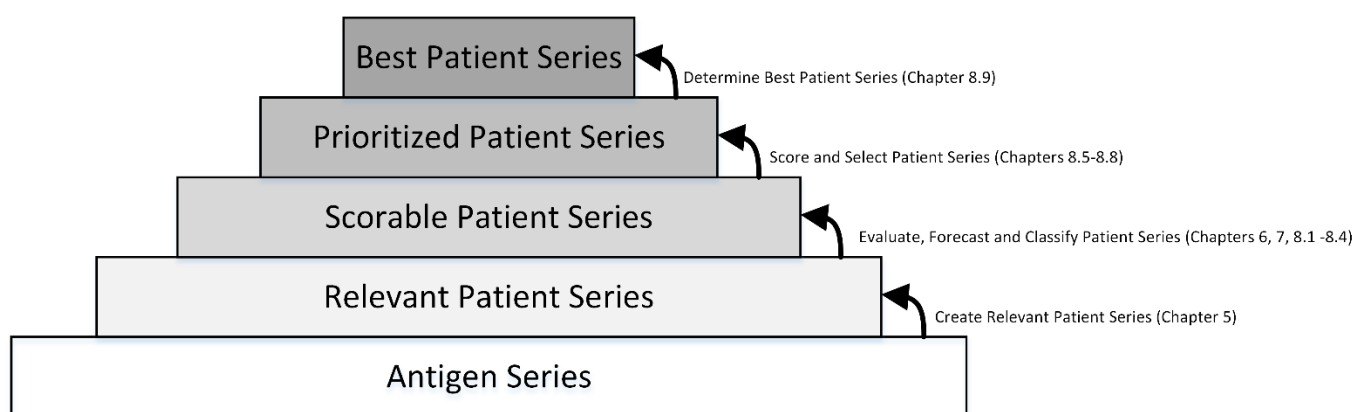 Best Patient Series
Determine Best Patient Series (Chapter 8.9)
Prioritized Patient Series
Score and Select Patient Series (Chapters 8.5-8.8)
Scorable Patient Series
Evaluate, Forecast and Classify Patient Series (Chapters 6, 7, 8.1 -8.4)
Relevant Patient Series
Create Relevant Patient Series (Chapter 5)
Antigen Series